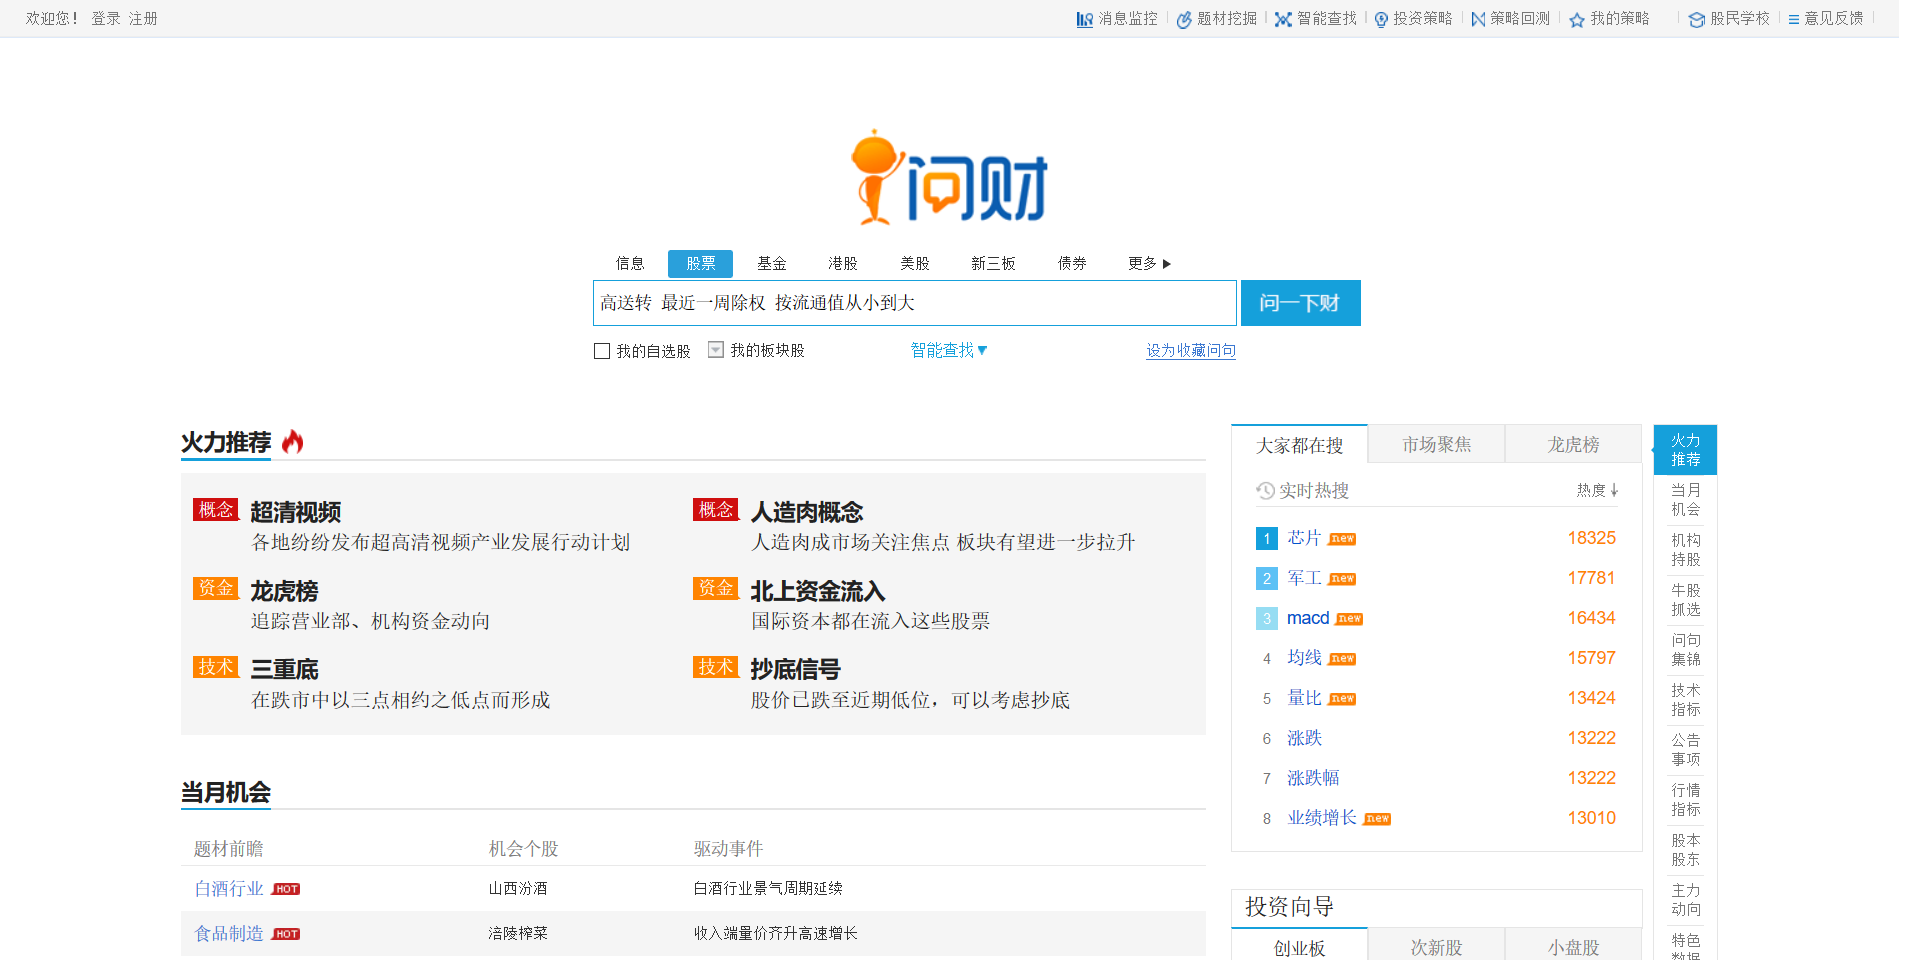 欢迎您！ 登录 注册
消息监控 题材挖掘 智能查找 投资策略 策略回测 我的策略 股民学校 意见反馈
问财
信息 股票 基金 港股 美股 新三板 债券 更多
高送转 最近一周除权 按流通值从小到大
问一下财
我的自选股 我的板块股 智能查找 设为收藏问句
火力推荐
概念 超清视频
各地纷纷发布超高清视频产业发展行动计划
概念 人造肉概念
人造肉成市场关注焦点 板块有望进一步拉升
资金 龙虎榜
追踪营业部、机构资金动向
资金 北上资金流入
国际资本都在流入这些股票
技术 三重底
在跌市中以三点相约之低点而形成
技术 抄底信号
股价已跌至近期低位，可以考虑抄底
当月机会
题材前瞻 机会个股 驱动事件
白酒行业 HOT 山西汾酒 白酒行业景气周期延续
食品制造 HOT 涪陵榨菜 收入端量价齐升高速增长
大家都在搜 市场聚焦 龙虎榜
实时热搜 热度
1 芯片 new 18325
2 军工 new 17781
3 macd new 16434
4 均线 new 15797
5 量比 new 13424
6 涨跌 13222
7 涨跌幅 13222
8 业绩增长 new 13010
投资向导
创业板 次新股 小盘股
火力
推荐
当月
机会
机构
持股
牛股
抓选
问句
集锦
技术
指标
公告
事项
行情
指标
股本
股东
主力
动向
特色
数据